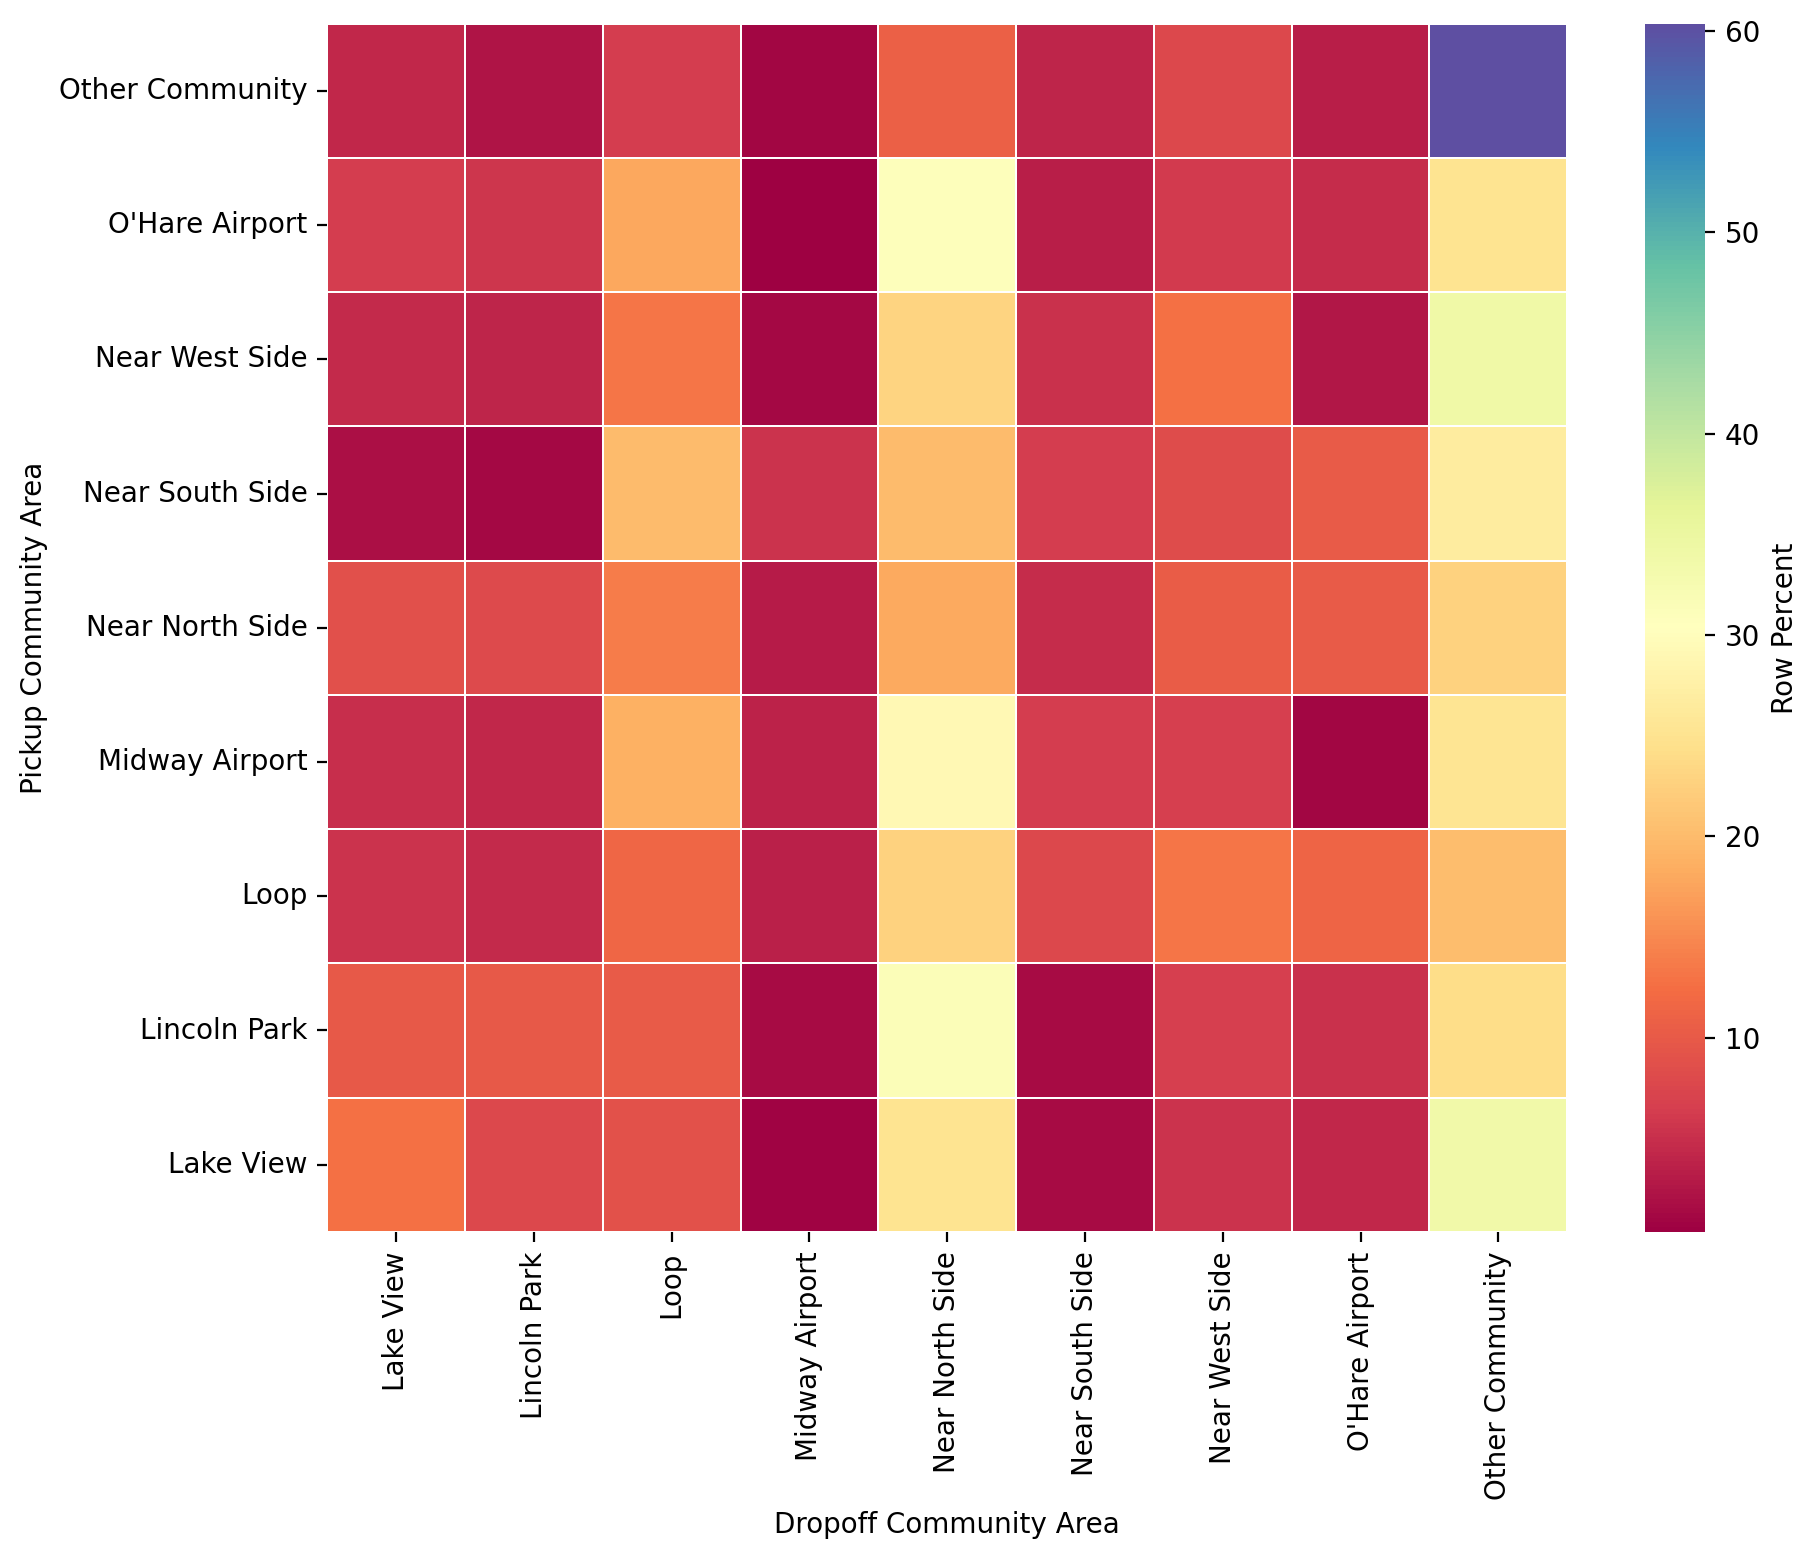 Pickup Community Area
Other Community
O'Hare Airport
Near West Side
Near South Side
Near North Side
Midway Airport
Loop
Lincoln Park
Lake View
Lake View
Lincoln Park
Loop
Midway Airport
Near North Side
Near South Side
Near West Side
O'Hare Airport
Other Community
Dropoff Community Area
60
50
40
30
20
10
Row Percent